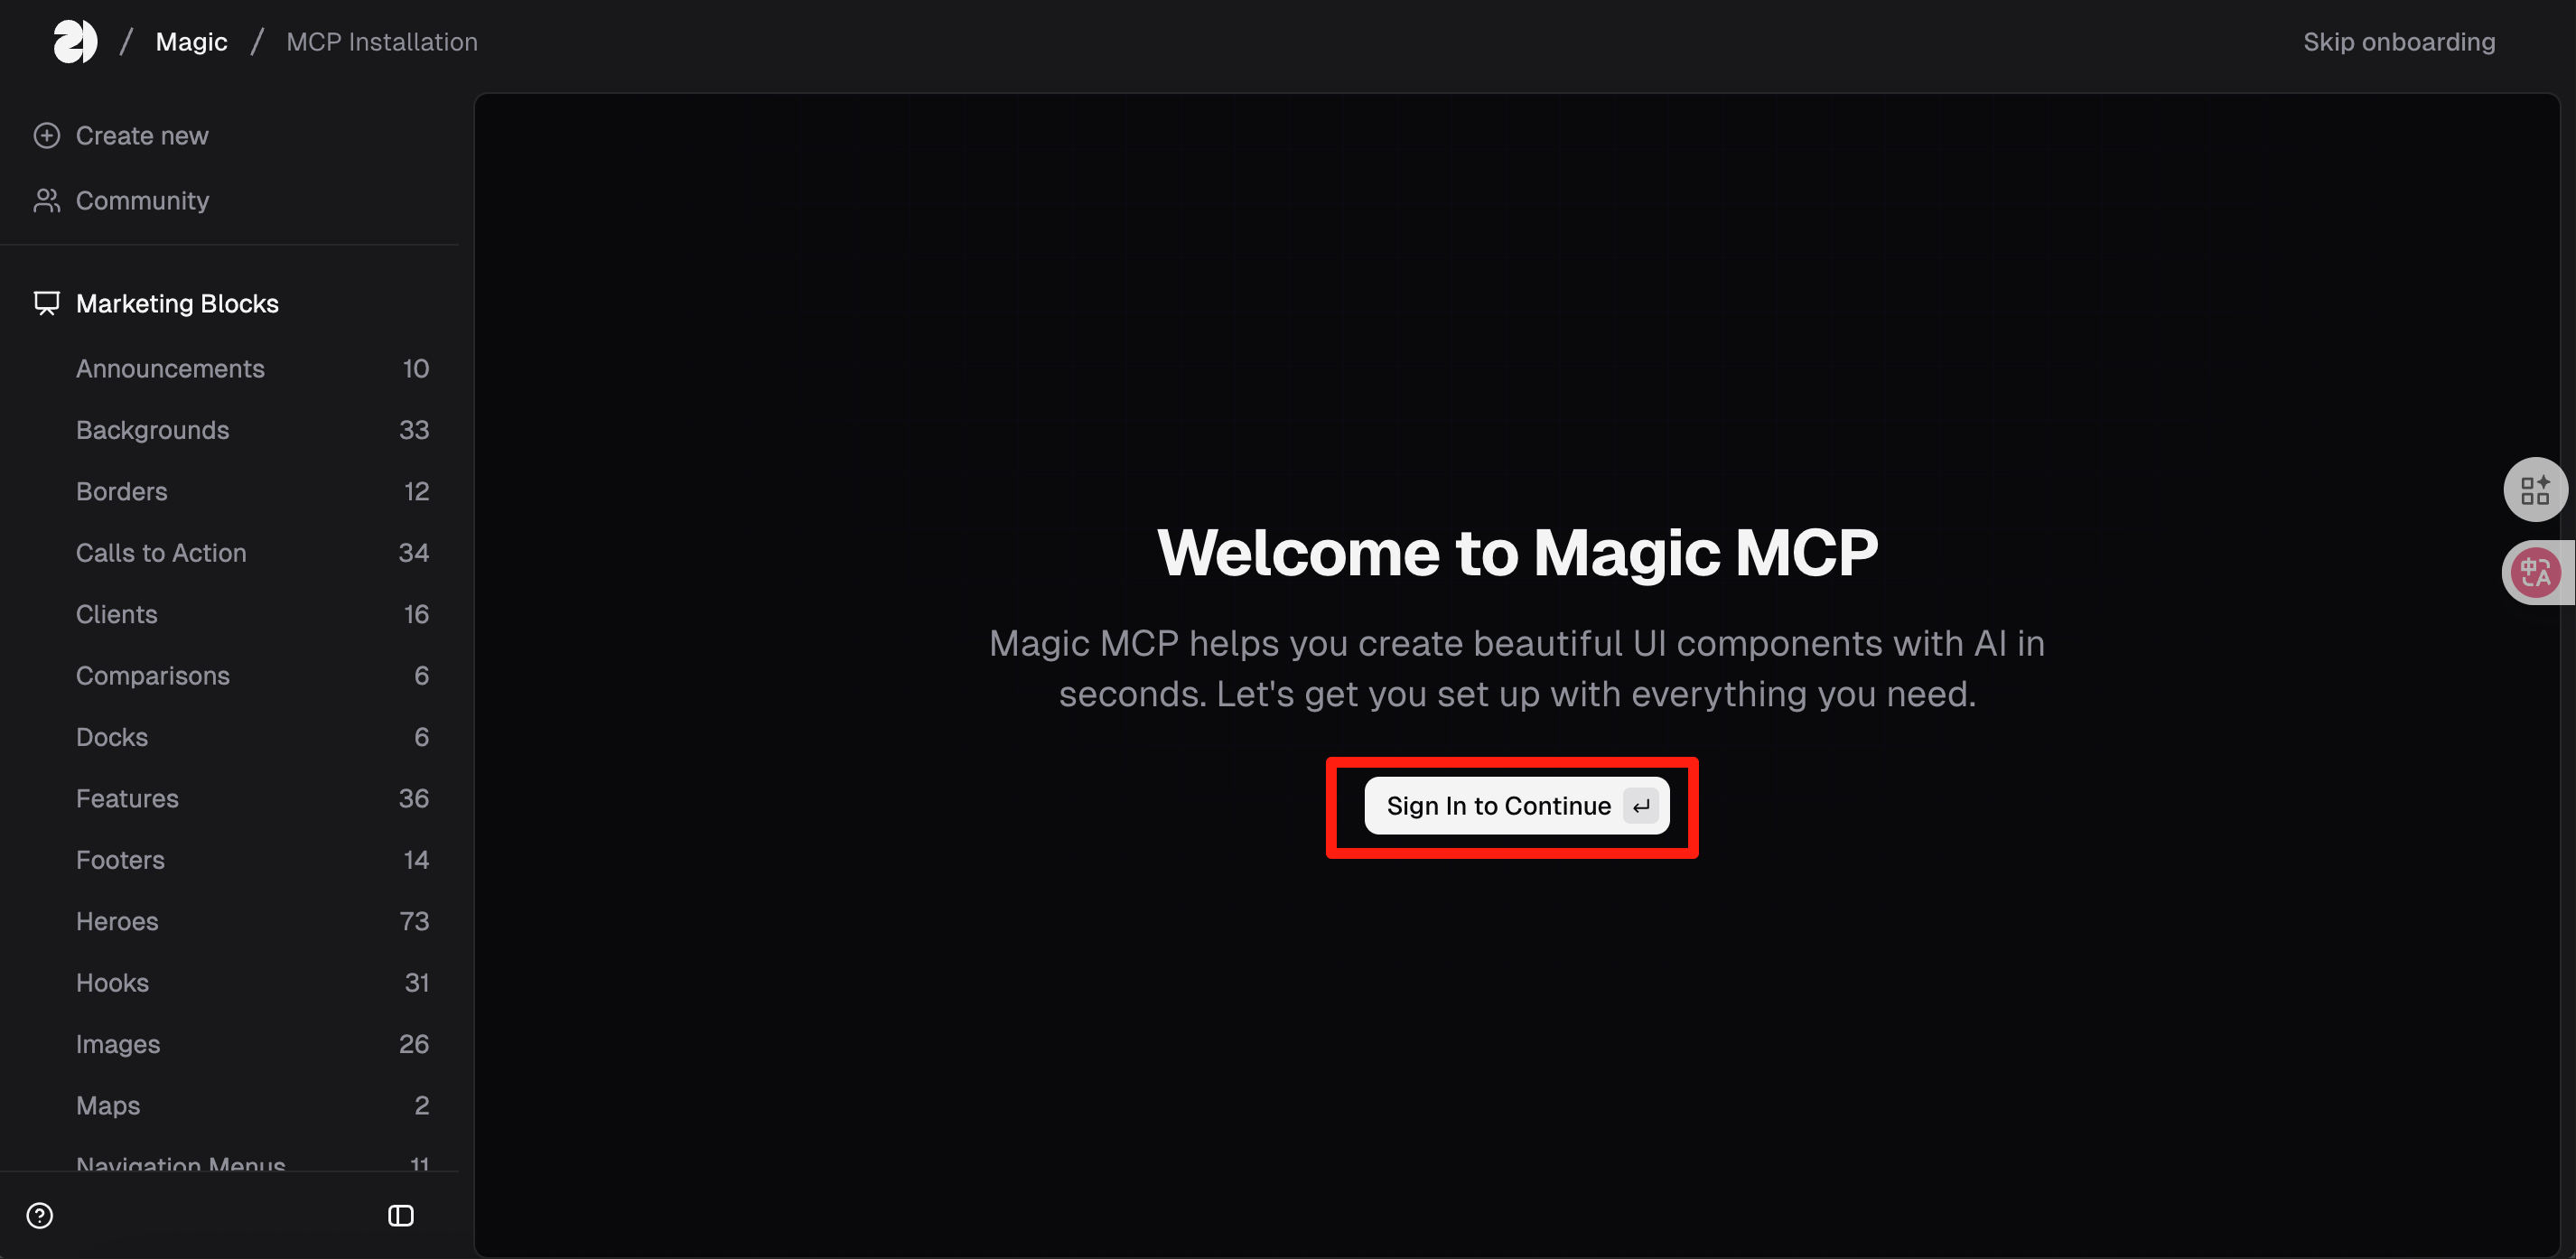 / Magic / MCP Installation
Skip onboarding
Create new
Community
Marketing Blocks
Announcements 10
Backgrounds 33
Borders 12
Calls to Action 34
Clients 16
Comparisons 6
Docks 6
Features 36
Footers 14
Heroes 73
Hooks 31
Images 26
Maps 2
Navigation Menus 11
Welcome to Magic MCP
Magic MCP helps you create beautiful UI components with AI in
seconds. Let's get you set up with everything you need.
Sign In to Continue
中 A